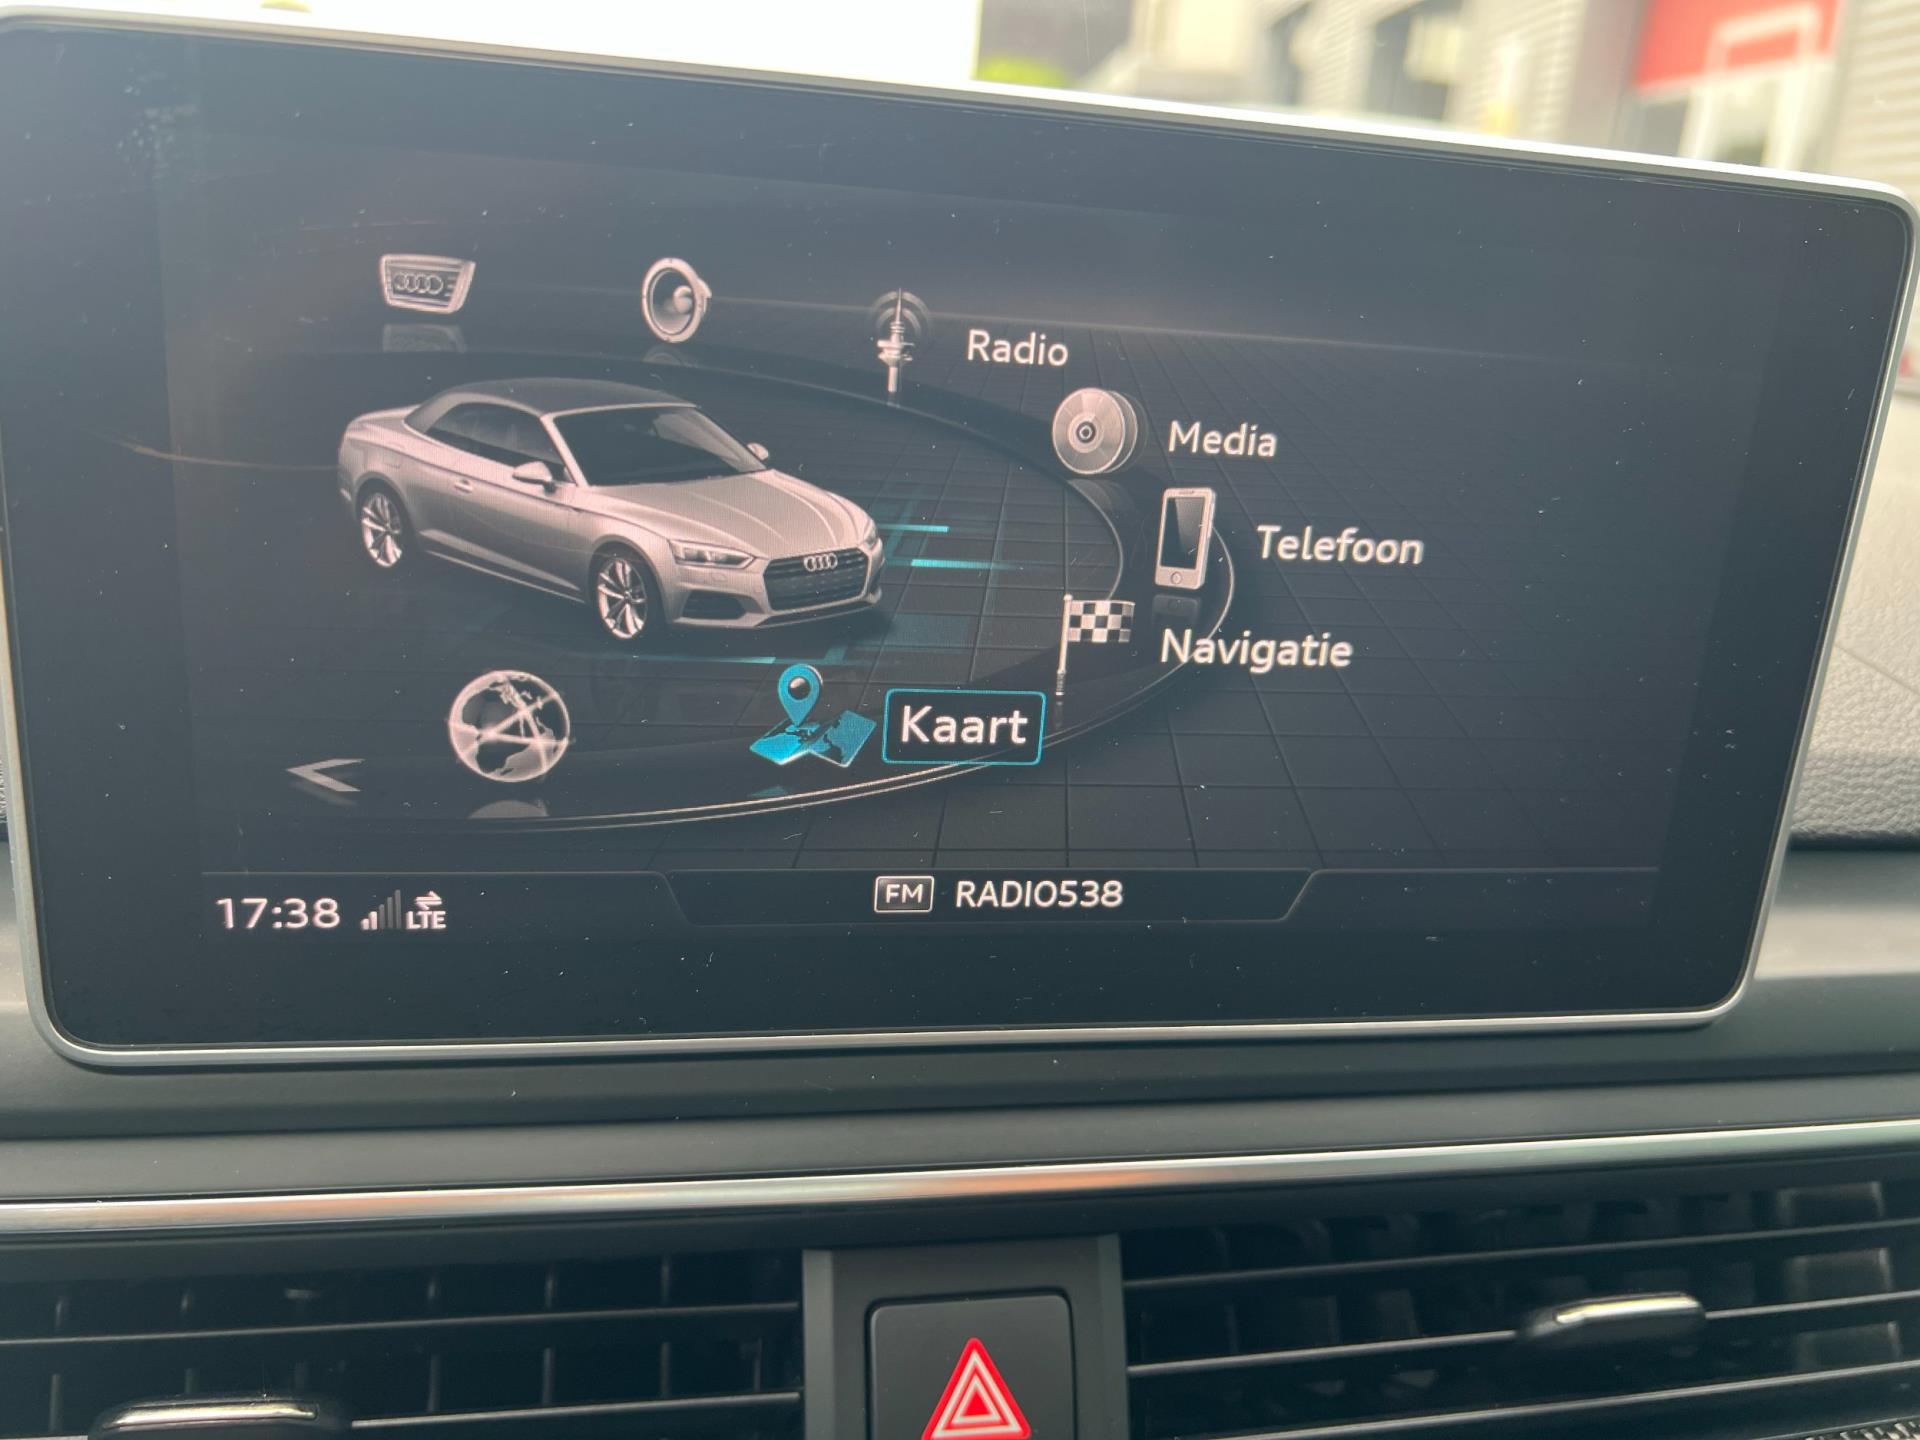 Radio
Media
Telefoon
Navigatie
Kaart
17:38 LTE
FM RADIO538